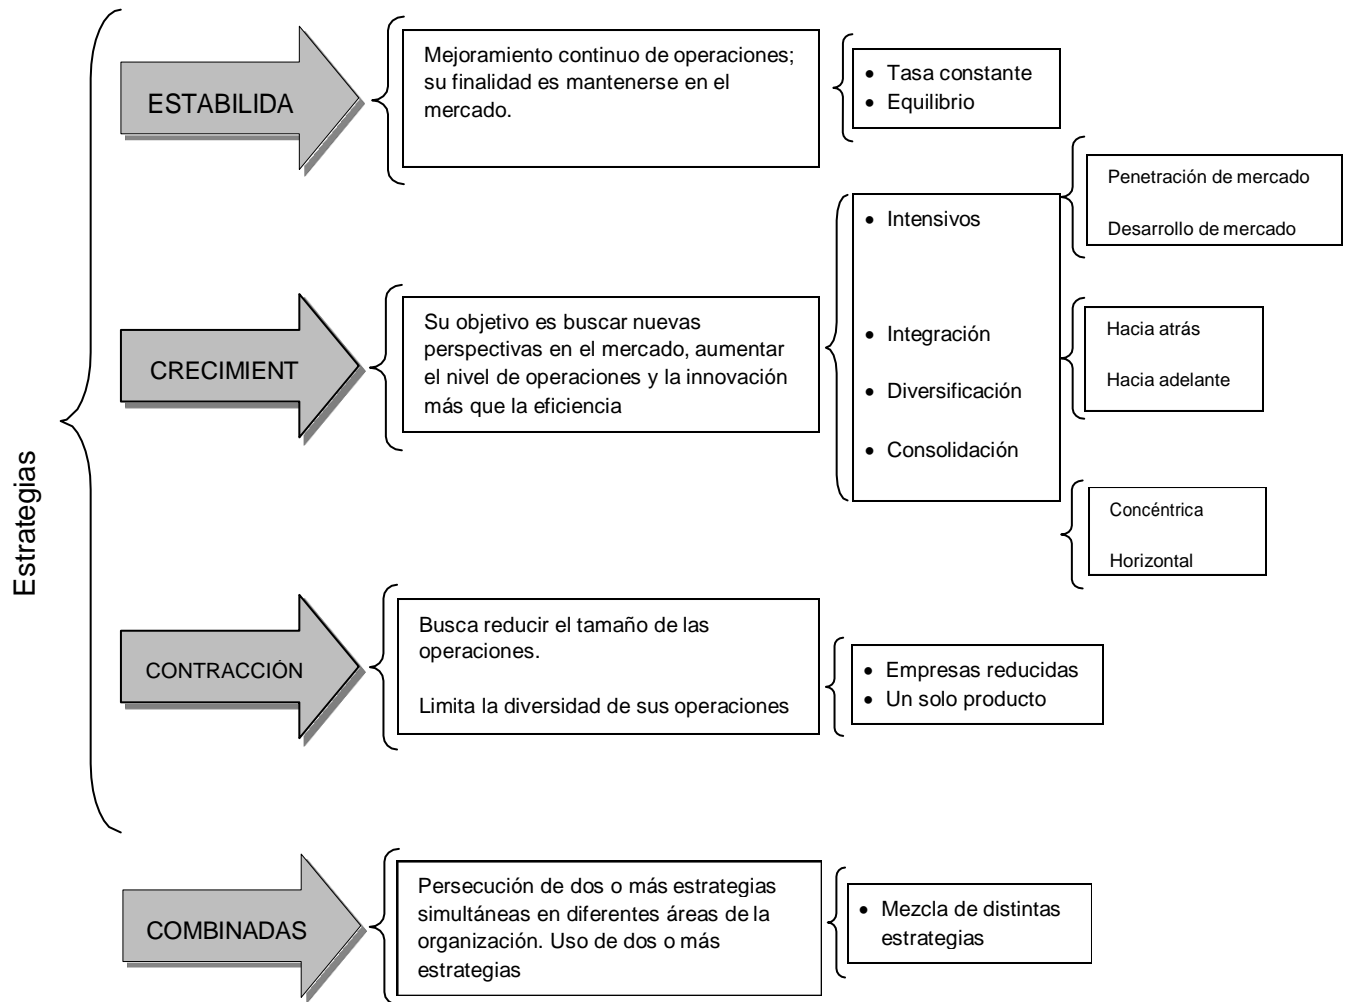 Estrategias
ESTABILIDA
Mejoramiento continuo de operaciones;
su finalidad es mantenerse en el
mercado.
• Tasa constante
• Equilibrio
CRECIMIENT
Su objetivo es buscar nuevas
perspectivas en el mercado, aumentar
el nivel de operaciones y la innovación
más que la eficiencia
• Intensivos
• Integración
• Diversificación
• Consolidación
Penetración de mercado
Desarrollo de mercado
Hacia atrás
Hacia adelante
Concéntrica
Horizontal
CONTRACCIÓN
Busca reducir el tamaño de las
operaciones.
Limita la diversidad de sus operaciones
• Empresas reducidas
• Un solo producto
COMBINADAS
Persecución de dos o más estrategias
simultáneas en diferentes áreas de la
organización. Uso de dos o más
estrategias
• Mezcla de distintas
estrategias